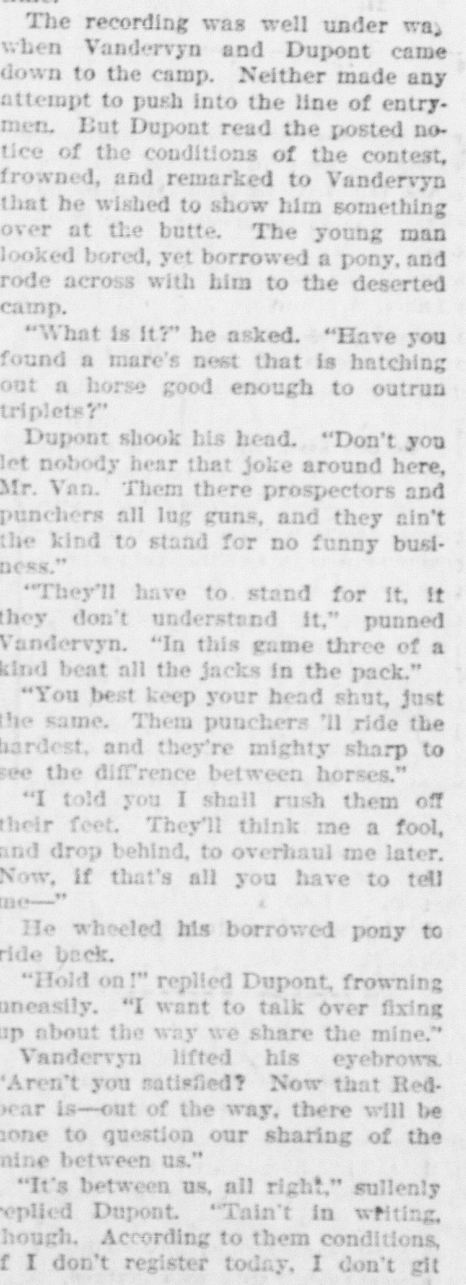 The recording was well under way
when Vandervyn and Dupont came
down to the camp. Neither made any
attempt to push into the line of entry-
men. But Dupont read the posted no-
tice of the conditions of the contest,
frowned, and remarked to Vandervyn
that he wished to show him something
over at the butte. The young man
looked bored, yet borrowed a pony, and
rode across with him to the deserted
camp.
"What is it?" he asked. "Have you
found a mare's nest that is hatching
out a horse good enough to outrun
triplets?"
Dupont shook his head. "Don't you
let nobody hear that joke around here,
Mr. Van. Them there prospectors and
punchers all lug guns, and they ain't
the kind to stand for no funny busi-
ness."
"They'll have to stand for it, if
they don't understand it," punned
Vandervyn. "In this game three of a
kind beat all the jacks in the pack."
"You best keep your head shut, just
the same. Them punchers 'll ride the
hardest, and they're mighty sharp to
see the diff'rence between horses."
"I told you I shall rush them off
their feet. They'll think me a fool,
and drop behind, to overhaul me later.
Now, if that's all you have to tell
me—"
He wheeled his borrowed pony to
ride back.
"Hold on!" replied Dupont, frowning
uneasily. "I want to talk over fixing
up about the way we share the mine."
Vandervyn lifted his eyebrows.
'Aren't you satisfied? Now that Red-
bear is—out of the way, there will be
none to question our sharing of the
mine between us."
"It's between us, all right," sullenly
replied Dupont. "Tain't in writing,
though. According to them conditions,
if I don't register today, I don't git